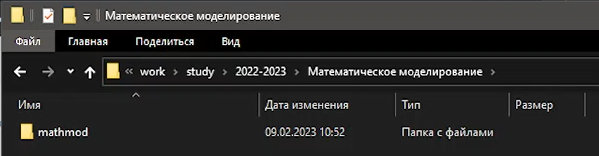 Математическое моделирование
Файл Главная Поделиться Вид
« work › study › 2022-2023 › Математическое моделирование ›
Имя Дата изменения Тип Размер
mathmod 09.02.2023 10:52 Папка с файлами